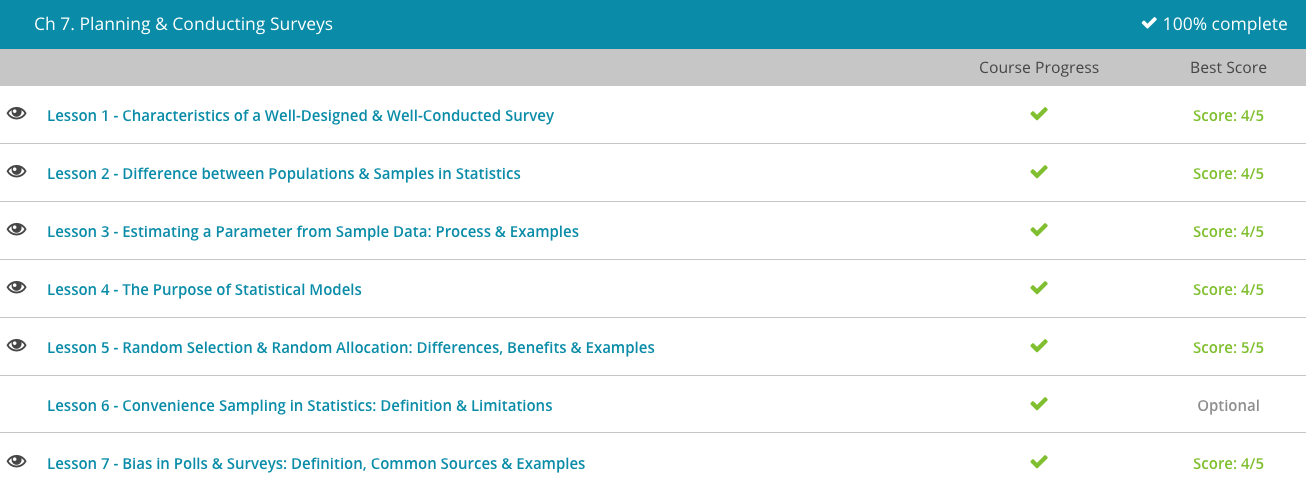 Ch 7. Planning & Conducting Surveys 100% complete
Course Progress Best Score
Lesson 1 - Characteristics of a Well-Designed & Well-Conducted Survey Score: 4/5
Lesson 2 - Difference between Populations & Samples in Statistics Score: 4/5
Lesson 3 - Estimating a Parameter from Sample Data: Process & Examples Score: 4/5
Lesson 4 - The Purpose of Statistical Models Score: 4/5
Lesson 5 - Random Selection & Random Allocation: Differences, Benefits & Examples Score: 5/5
Lesson 6 - Convenience Sampling in Statistics: Definition & Limitations Optional
Lesson 7 - Bias in Polls & Surveys: Definition, Common Sources & Examples Score: 4/5